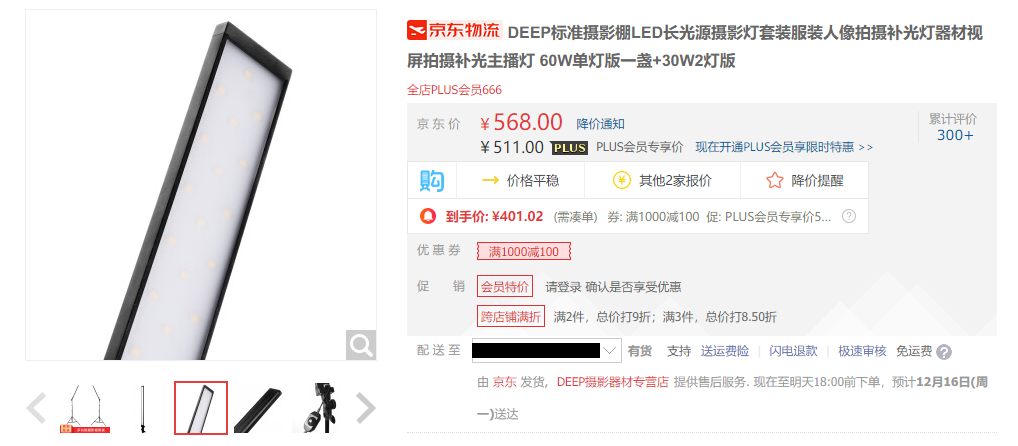 京东物流 DEEP标准摄影棚LED长光源摄影灯套装服装人像拍摄补光灯器材视
屏拍摄补光主播灯 60W单灯版一盏+30W2灯版
全店PLUS会员666
京东价 ￥568.00 降价通知
累计评价
300+
￥511.00 PLUS PLUS会员专享价 现在开通PLUS会员享限时特惠 >>
购 价格平稳 其他2家报价 降价提醒
到手价: ¥401.02 (需凑单) 券: 满1000减100 促: PLUS会员专享价5...
优惠券 满1000减100
促销 会员特价 请登录 确认是否享受优惠
跨店铺满折 满2件，总价打9折；满3件，总价打8.50折
配送至 有货 支持 送运费险 闪电退款 极速审核 免运费
由 京东 发货，DEEP摄影器材专营店 提供售后服务. 现在至明天18:00前下单，预计12月16日(周
一)送达